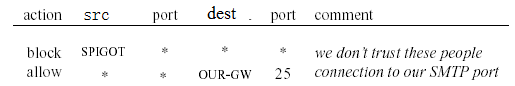 action src port dest . port comment
block SPIGOT * * * we don't trust these people
allow * * OUR-GW 25 connection to our SMTP port